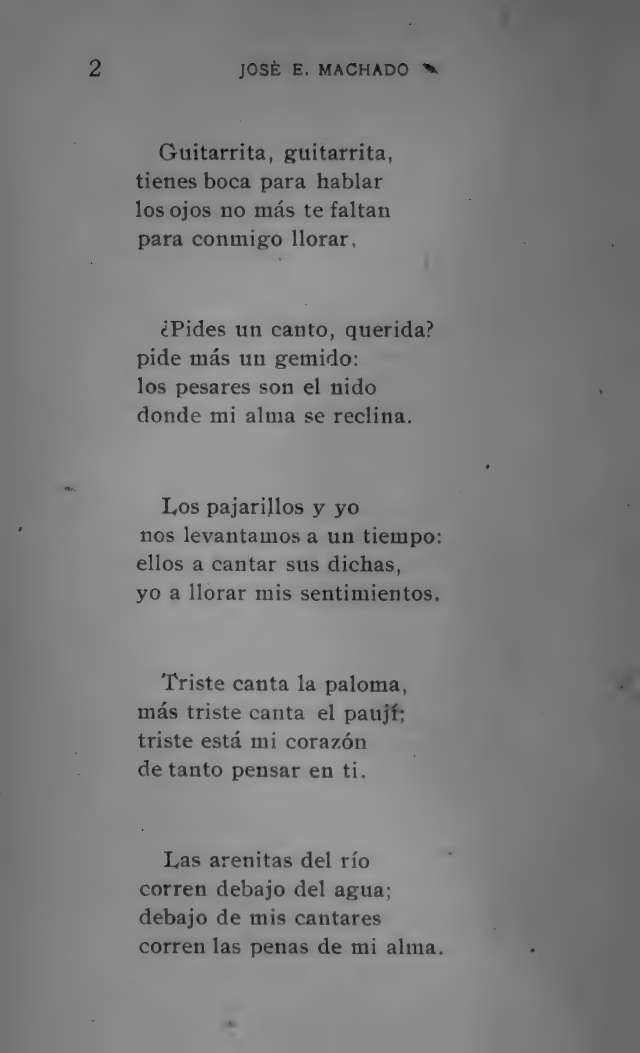 2
JOSÈ E. MACHADO
Guitarrita, guitarrita,
tienes boca para hablar
los ojos no más te faltan
para conmigo llorar,
¿Pides un canto, querida?
pide más un gemido:
los pesares son el nido
donde mi alma se reclina.
Los pajarillos y yo
nos levantamos a un tiempo:
ellos a cantar sus dichas,
yo a llorar mis sentimientos.
Triste canta la paloma,
más triste canta el paují;
triste está mi corazón
de tanto pensar en ti.
Las arenitas del río
corren debajo del agua;
debajo de mis cantares
corren las penas de mi alma.